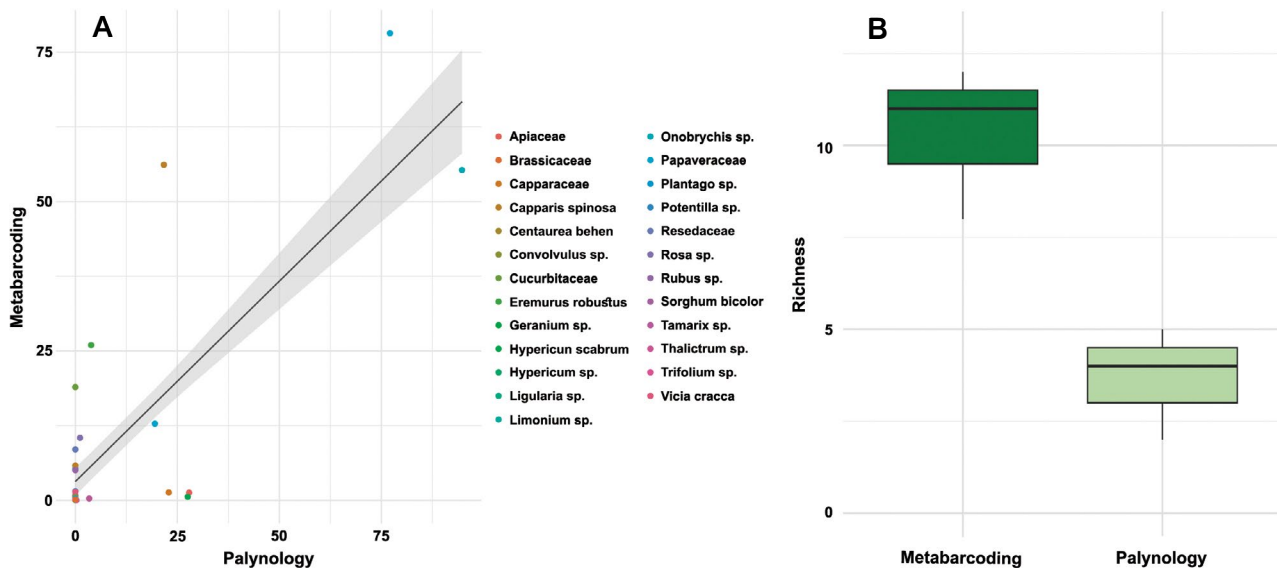 A
Metabarcoding
75
50
25
0
0
25
50
75
Palynology
Apiaceae
Brassicaceae
Capparaceae
Capparis spinosa
Centaurea behen
Convolvulus sp.
Cucurbitaceae
Eremurus robustus
Geranium sp.
Hypericun scabrum
Hypericum sp.
Ligularia sp.
Limonium sp.
Onobrychis sp.
Papaveraceae
Plantago sp.
Potentilla sp.
Resedaceae
Rosa sp.
Rubus sp.
Sorghum bicolor
Tamarix sp.
Thalictrum sp.
Trifolium sp.
Vicia cracca
B
Richness
10
5
0
Metabarcoding
Palynology